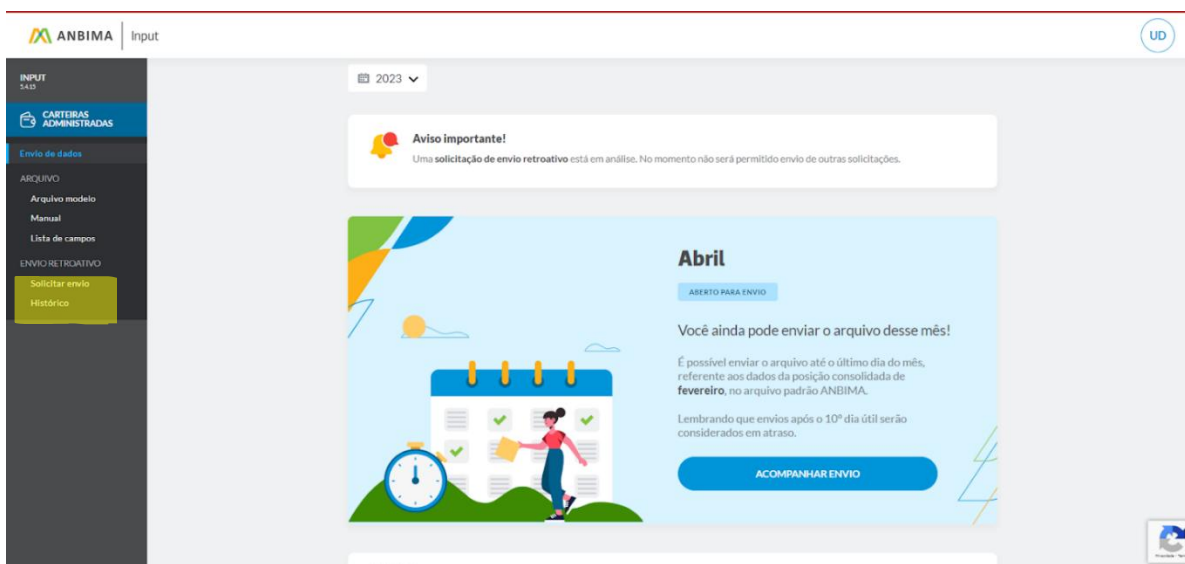 ANBIMA Input
UD
INPUT
CARTEIRAS
ADMINISTRADAS
Envio de dados
ARQUIVO
Arquivo modelo
Manual
Lista de campos
ENVIO RETROATIVO
Solicitar envio
Histórico
2023
Aviso importante!
Uma solicitação de envio retroativo está em análise. No momento não será permitido envio de outras solicitações.
Abril
ABERTO PARA ENVIO
Você ainda pode enviar o arquivo desse mês!
É possível enviar o arquivo até o último dia do mês,
referente aos dados da posição consolidada de
fevereiro, no arquivo padrão ANBIMA.
Lembrando que envios após o 10º dia útil serão
considerados em atraso.
ACOMPANHAR ENVIO